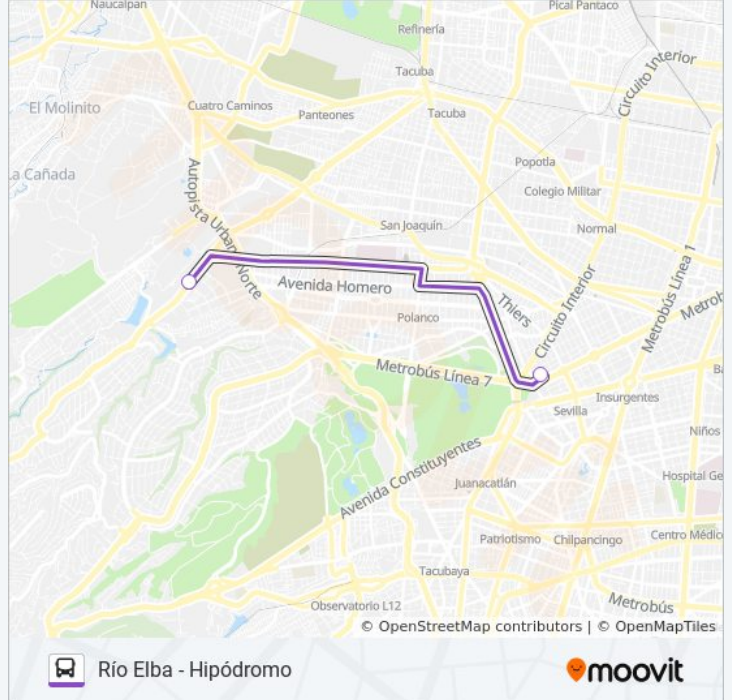 Naucalpan
Pical Pantaco
Refinería
Circuito Interior
Tacuba
El Molinito
Cuatro Caminos
Panteones
Tacuba
Popotla
La Cañada
Colegio Militar
Autopista Urbana Norte
San Joaquín
Normal
Metrobús Línea 1
Avenida Homero
Thiers
Circuito Interior
Polanco
Metrobús Línea 7
Insurgentes
Sevilla
Niños
Avenida Constituyentes
Juanacatlán
Hospital Ge
Patriotismo
Chilpancingo
Centro Médico
Tacubaya
Observatorio L12
Metrobús
© OpenStreetMap contributors | © OpenMapTiles
Río Elba - Hipódromo
moovit